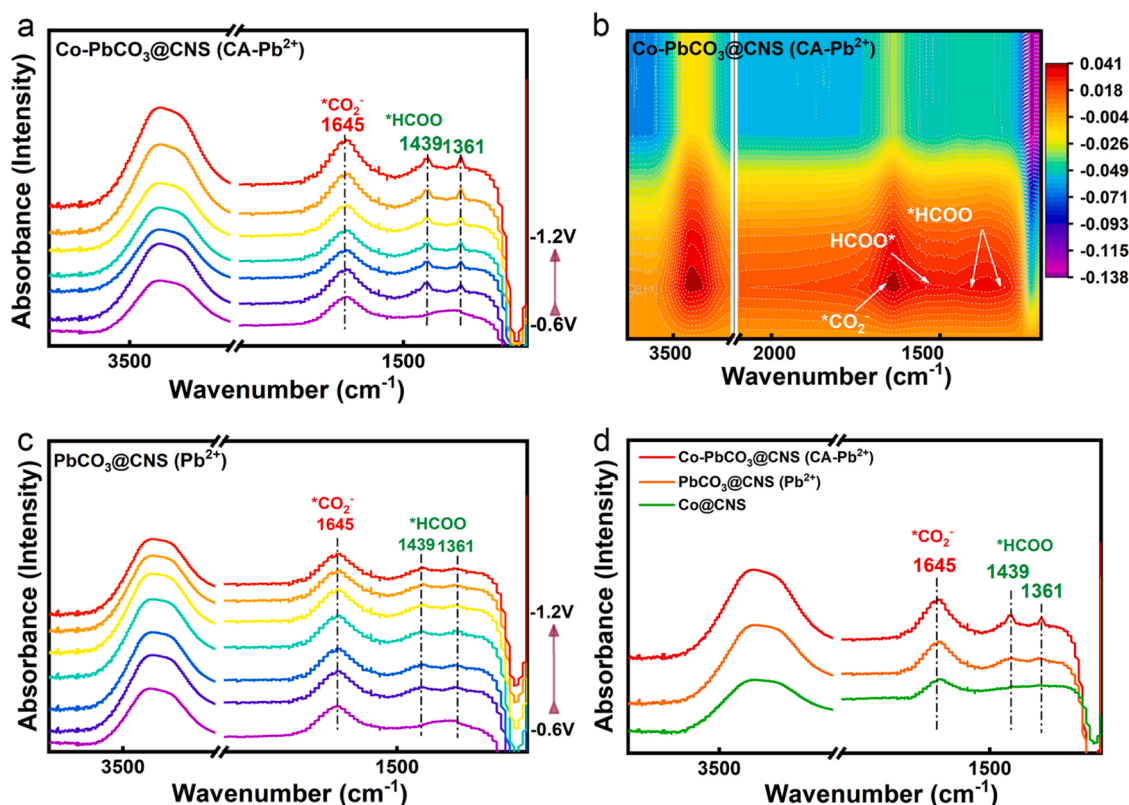 a
Co-PbCO₃@CNS (CA-Pb²⁺)
*CO₂⁻
1645
*HCOO
1439 1361
-1.2V
-0.6V
3500
1500
Wavenumber (cm⁻¹)
Absorbance (Intensity)
b
Co-PbCO₃@CNS (CA-Pb²⁺)
*HCOO
HCOO*
*CO₂⁻
3500
2000
1500
Wavenumber (cm⁻¹)
0.041
0.018
-0.004
-0.026
-0.049
-0.071
-0.093
-0.115
-0.138
c
PbCO₃@CNS (Pb²⁺)
*CO₂⁻
1645
*HCOO
1439 1361
-1.2V
-0.6V
3500
1500
Wavenumber (cm⁻¹)
Absorbance (Intensity)
d
Co-PbCO₃@CNS (CA-Pb²⁺)
PbCO₃@CNS (Pb²⁺)
Co@CNS
*CO₂⁻
1645
*HCOO
1439
1361
3500
1500
Wavenumber (cm⁻¹)
Absorbance (Intensity)